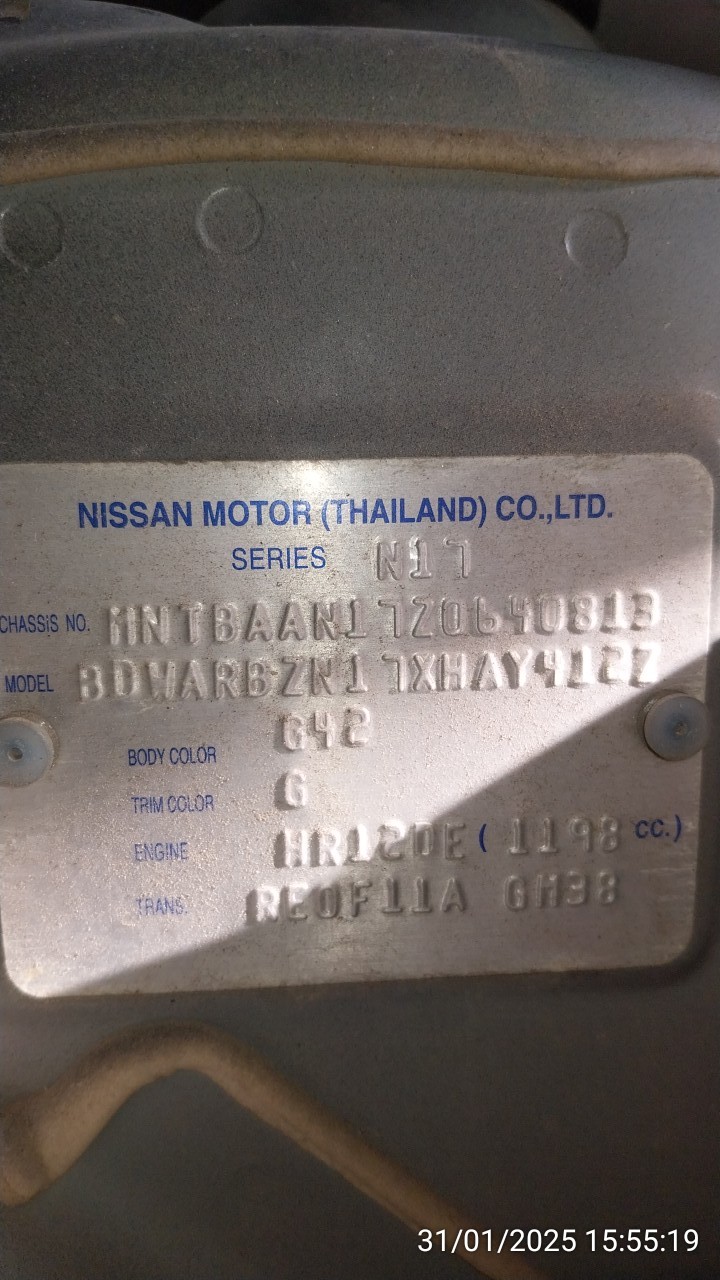 NISSAN MOTOR (THAILAND) CO.,LTD.
SERIES N17
CHASSIS NO. MNTBAAN17Z0640813
MODEL BDWARBZN17XHAY412Z
BODY COLOR G42
TRIM COLOR G
ENGINE HR12DE ( 1198 CC.)
TRANS. RE0F11A GH38
31/01/2025 15:55:19